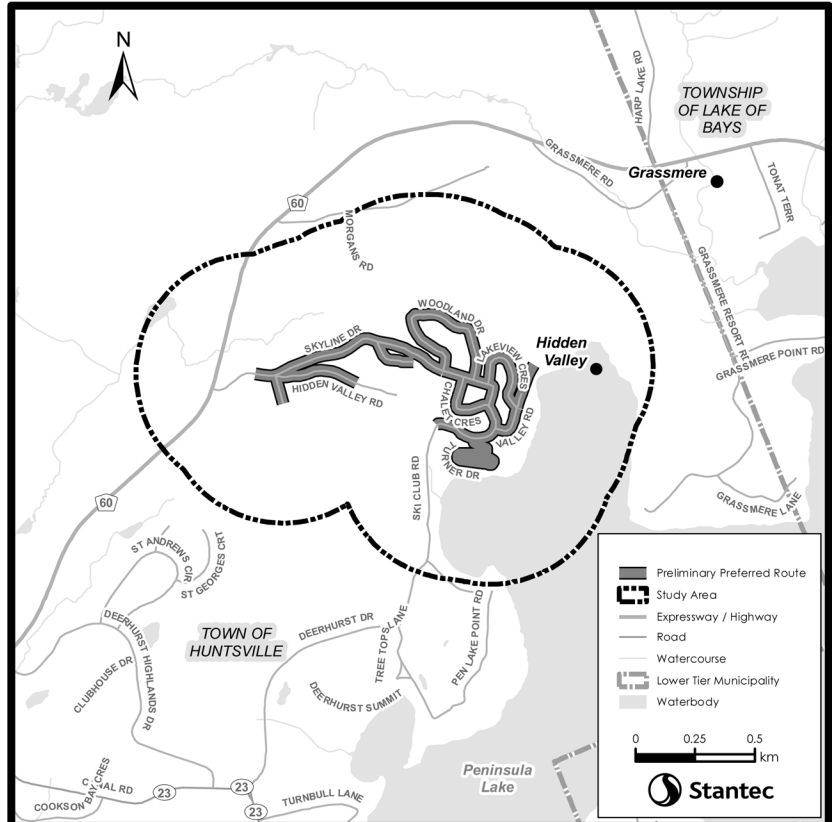 N
TOWNSHIP
OF LAKE OF
BAYS
HARP LAKE RD
GRASSMERE RD
Grassmere
TONAT TERR
60
MORGANS RD
GRASSMERE RESORT RD
GRASSMERE POINT RD
WOODLAND DR
SKYLINE DR
LAKEVIEW CRES
Hidden
Valley
HIDDEN VALLEY RD
CHALET CRES
VALLEY RD
TURNER DR
SKI CLUB RD
GRASSMERE LANE
60
ST ANDREWS CIR
ST GEORGES CRT
TOWN OF
HUNTSVILLE
DEERHURST DR
TREE TOPS LANE
PEN LAKE POINT RD
DEERHURST HIGHLANDS DR
CLUBHOUSE DR
DEERHURST SUMMIT
Peninsula
Lake
CANAL RD
COOKSON BAY CRES
23
23
23
TURNBULL LANE
Preliminary Preferred Route
Study Area
Expressway / Highway
Road
Watercourse
Lower Tier Municipality
Waterbody
0 0.25 0.5
km
Stantec